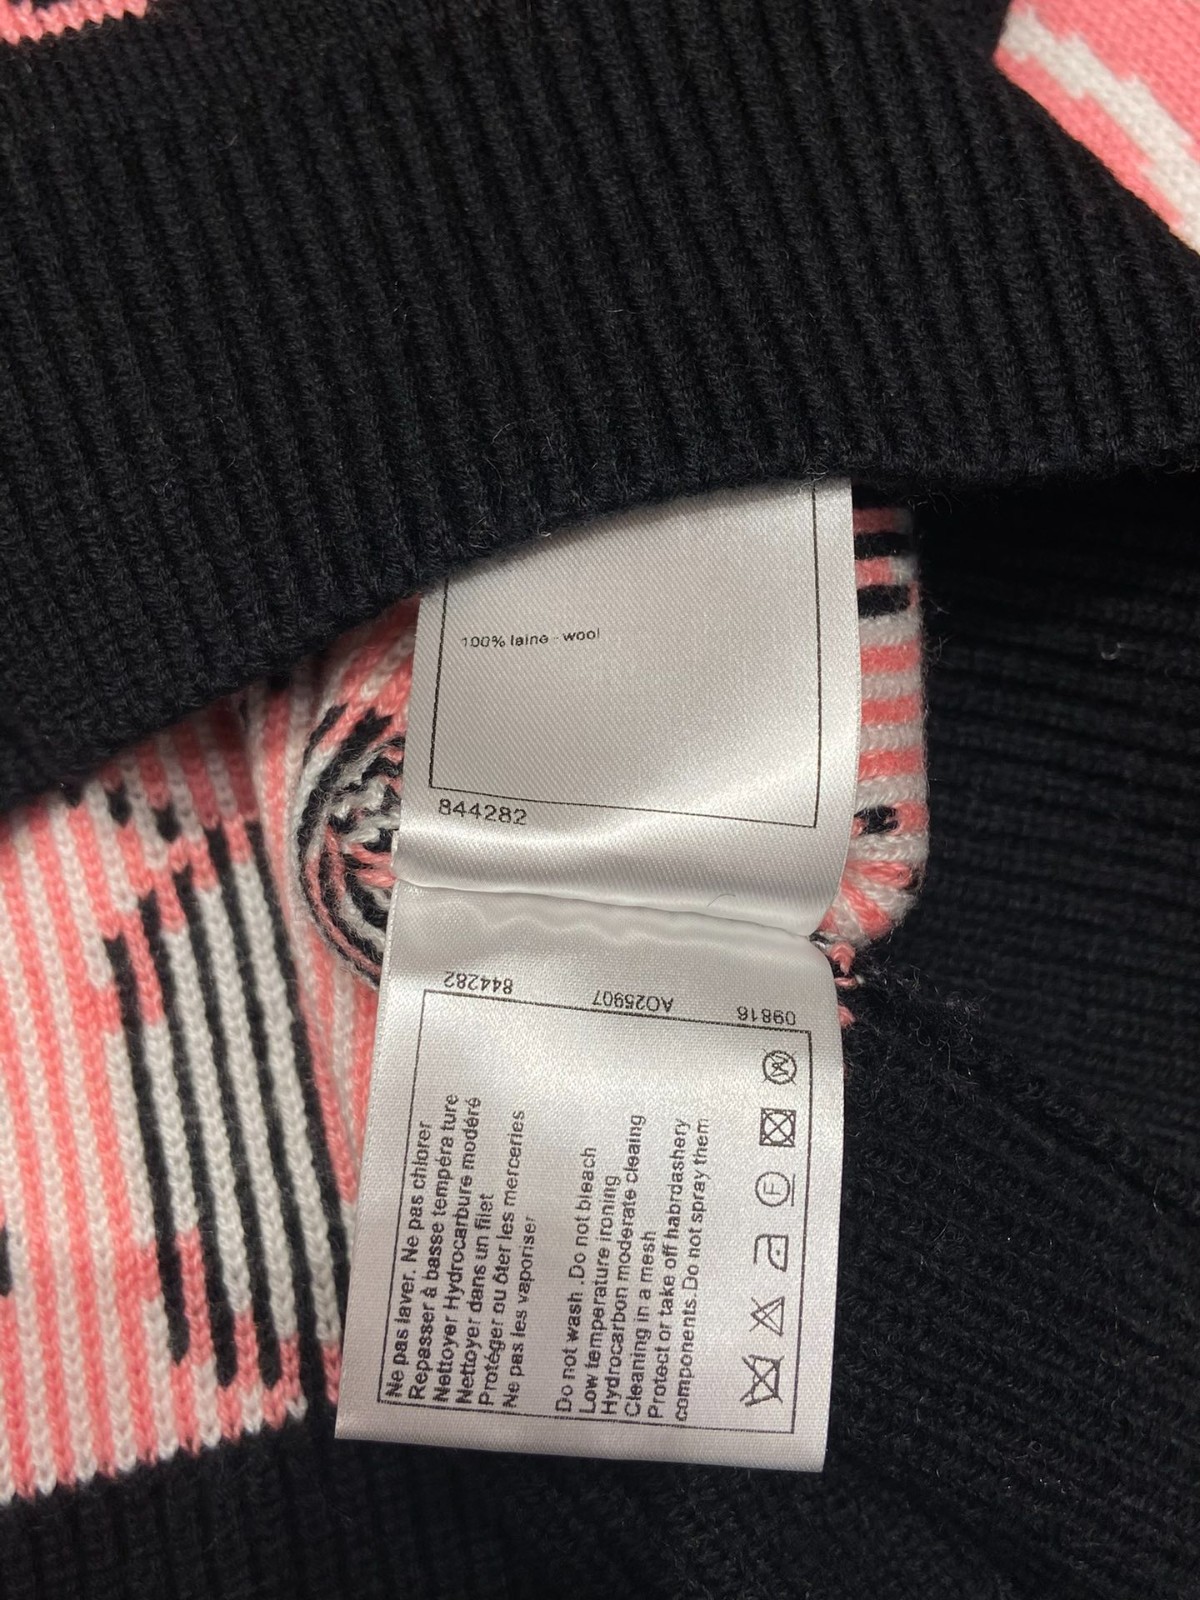 100% laine - wool
844282
844282 AO25907 09816
Ne pas laver. Ne pas chlorer
Repasser à basse tempéra ture
Nettoyer Hydrocarbure modéré
Nettoyer dans un filet
Protéger ou ôter les merceries
Ne pas les vaporiser
Do not wash .Do not bleach
Low temperature ironing
Hydrocarbon moderate cleaing
Cleaning in a mesh
Protect or take off habrdashery
components.Do not spray them
F
W